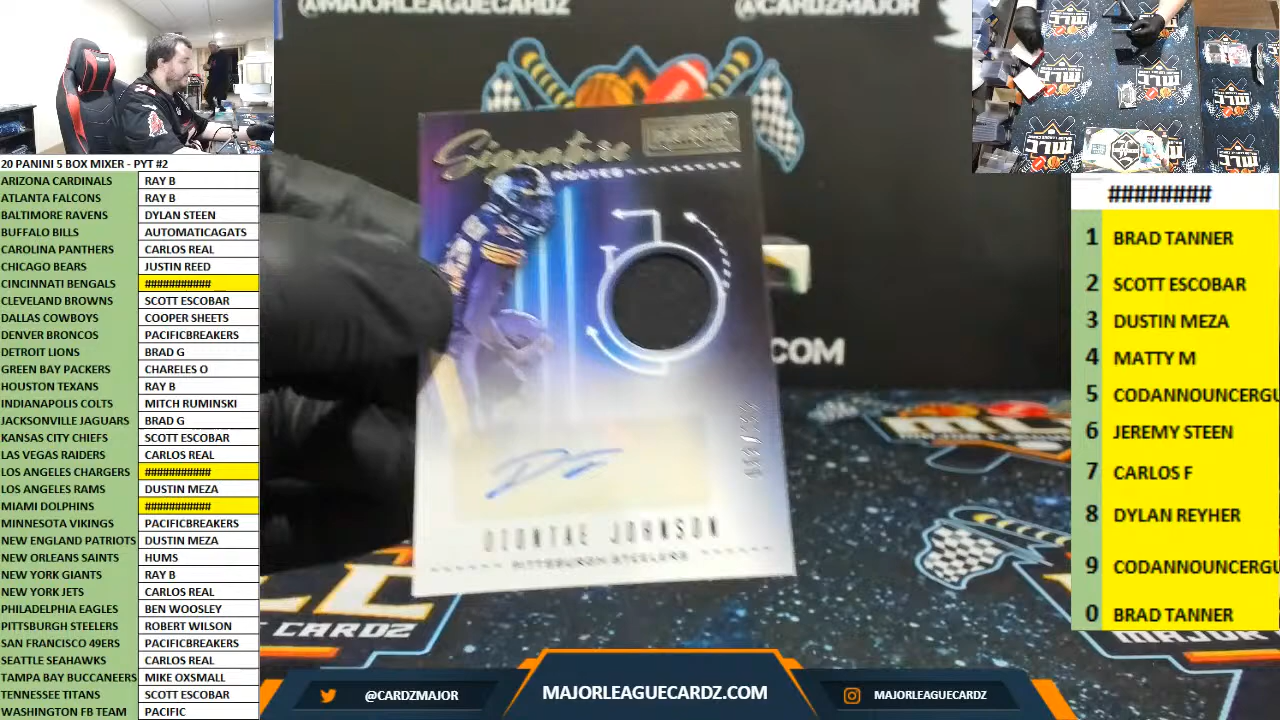 @MAJORLEAGUECARDZ
@CARDZMAJOR
20 PANINI 5 BOX MIXER - PYT #2
ARIZONA CARDINALS RAY B
ATLANTA FALCONS RAY B
BALTIMORE RAVENS DYLAN STEEN
BUFFALO BILLS AUTOMATICAGATS
CAROLINA PANTHERS CARLOS REAL
CHICAGO BEARS JUSTIN REED
CINCINNATI BENGALS ###########
CLEVELAND BROWNS SCOTT ESCOBAR
DALLAS COWBOYS COOPER SHEETS
DENVER BRONCOS PACIFICBREAKERS
DETROIT LIONS BRAD G
GREEN BAY PACKERS CHARELES O
HOUSTON TEXANS RAY B
INDIANAPOLIS COLTS MITCH RUMINSKI
JACKSONVILLE JAGUARS BRAD G
KANSAS CITY CHIEFS SCOTT ESCOBAR
LAS VEGAS RAIDERS CARLOS REAL
LOS ANGELES CHARGERS ###########
LOS ANGELES RAMS DUSTIN MEZA
MIAMI DOLPHINS ###########
MINNESOTA VIKINGS PACIFICBREAKERS
NEW ENGLAND PATRIOTS DUSTIN MEZA
NEW ORLEANS SAINTS HUMS
NEW YORK GIANTS RAY B
NEW YORK JETS CARLOS REAL
PHILADELPHIA EAGLES BEN WOOSLEY
PITTSBURGH STEELERS ROBERT WILSON
SAN FRANCISCO 49ERS PACIFICBREAKERS
SEATTLE SEAHAWKS CARLOS REAL
TAMPA BAY BUCCANEERS MIKE OXSMALL
TENNESSEE TITANS SCOTT ESCOBAR
WASHINGTON FB TEAM PACIFIC
Signature
ROUTES
DIONTAE JOHNSON
PITTSBURGH STEELERS
.COM
CARDZ
MAJOR
########
1 BRAD TANNER
2 SCOTT ESCOBAR
3 DUSTIN MEZA
4 MATTY M
5 CODANNOUNCERGU
6 JEREMY STEEN
7 CARLOS F
8 DYLAN REYHER
9 CODANNOUNCERGU
0 BRAD TANNER
@CARDZMAJOR
MAJORLEAGUECARDZ.COM
MAJORLEAGUECARDZ